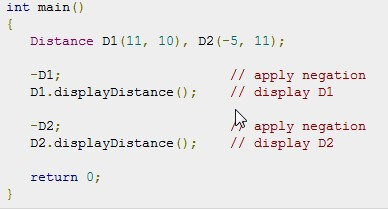 int main()
{
Distance D1(11, 10), D2(-5, 11);
-D1; // apply negation
D1.displayDistance(); // display D1
-D2; // apply negation
D2.displayDistance(); // display D2
return 0;
}